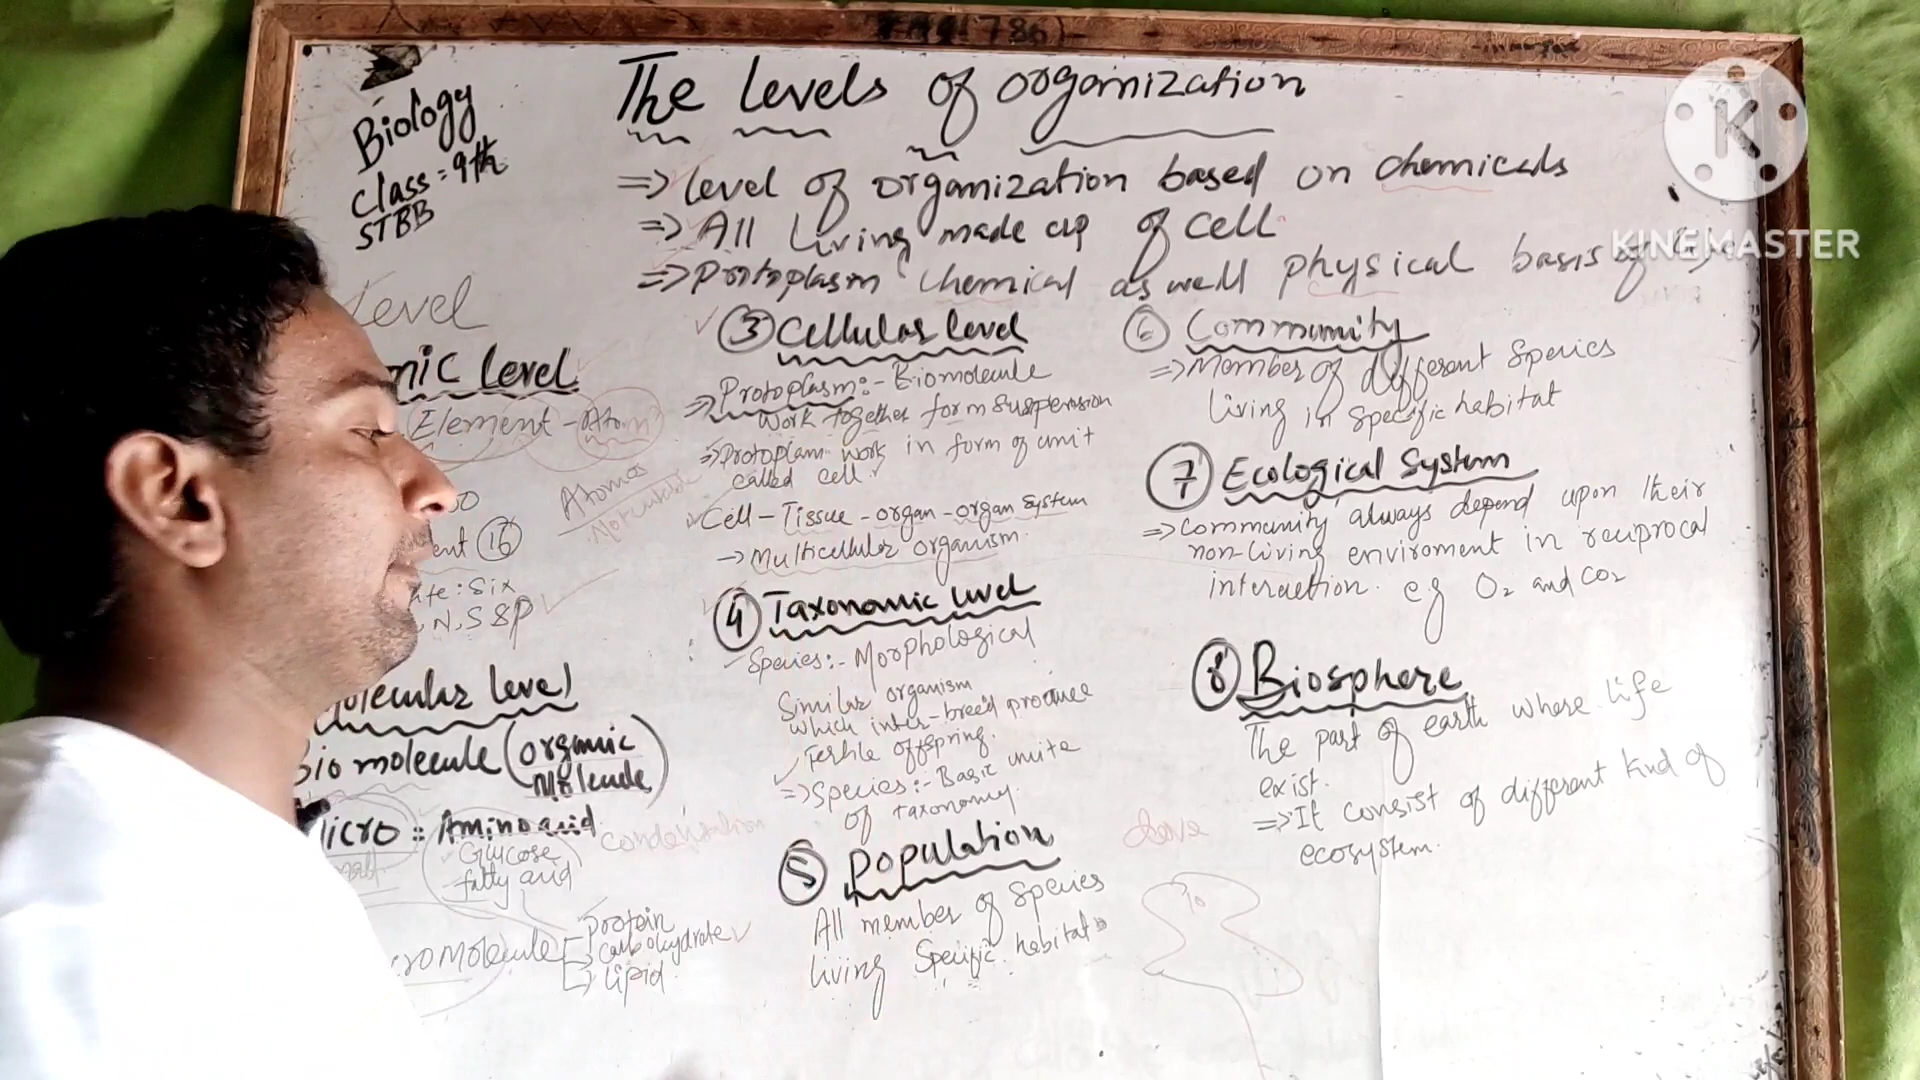 (786)
Biology
class = 9th
STBB
The levels of organization
=> level of organization based on chemicals
=> All Living made up of cell
=> Protoplasm chemical as well physical basis of
KINEMASTER
Level
mic level
Element - Atom
Atomos
ent 16
ife : Six
, N, S & P
olecular level
Bio molecule (organic
Molecule)
Micro = Amino acid
Glucose
fatty acid
condensation
cromolecule
protein
carbohydrate
lipid
③ Cellular level
=> Protoplasm :- Biomolecule
work together form suspension
=> Protoplasm work in form of unit
called cell.
Cell - Tissue - organ - organ system
-> Multicellular organism.
④ Taxonomic level
Species :- Morphological
Similar organism
which inter-breed produce
Fertile offspring.
=> Species :- Basic unite
of taxonomy.
⑤ Population
All member of species
living Specific habitat
⑥ Community
=> Member of different Species
living in specific habitat
⑦ Ecological System
=> community always depend upon their
non-living enviroment in reciprocal
interaction. e.g O2 and CO2
⑧ Biosphere
The part of earth where life
exist.
=> It consist of different kind of
ecosystem.